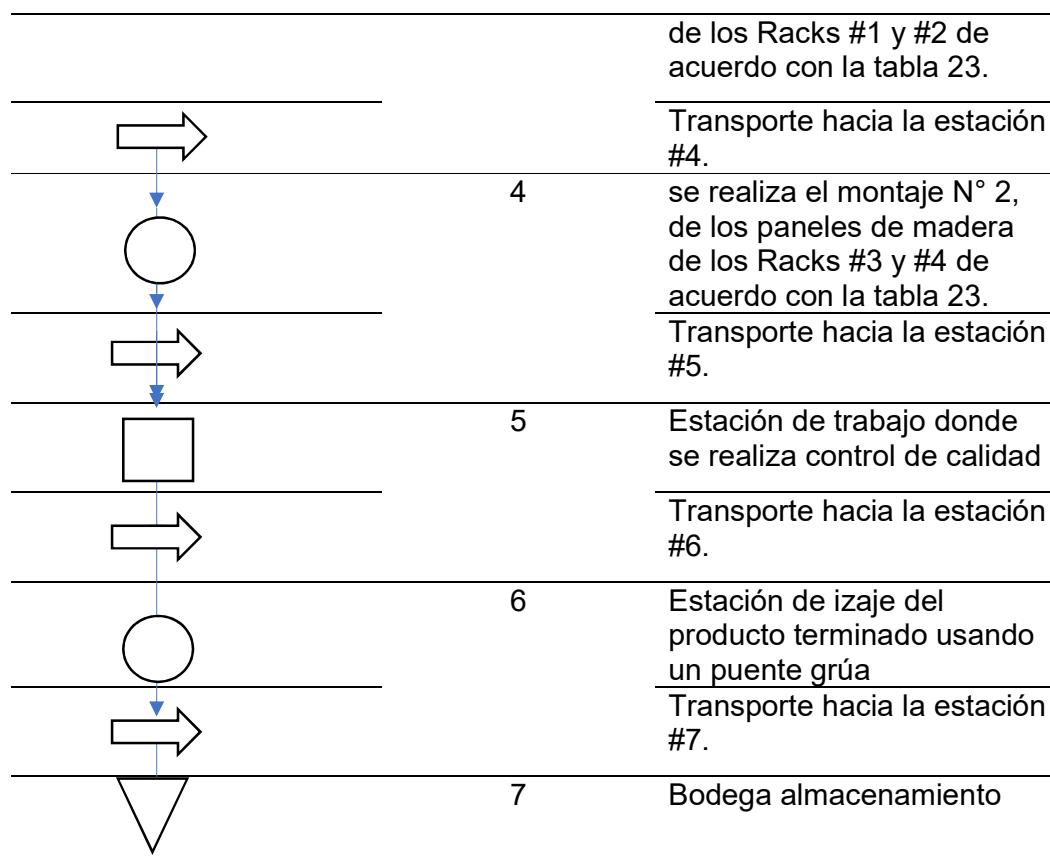 de los Racks #1 y #2 de
acuerdo con la tabla 23.
Transporte hacia la estación
#4.
4
se realiza el montaje N° 2,
de los paneles de madera
de los Racks #3 y #4 de
acuerdo con la tabla 23.
Transporte hacia la estación
#5.
5
Estación de trabajo donde
se realiza control de calidad
Transporte hacia la estación
#6.
6
Estación de izaje del
producto terminado usando
un puente grúa
Transporte hacia la estación
#7.
7
Bodega almacenamiento